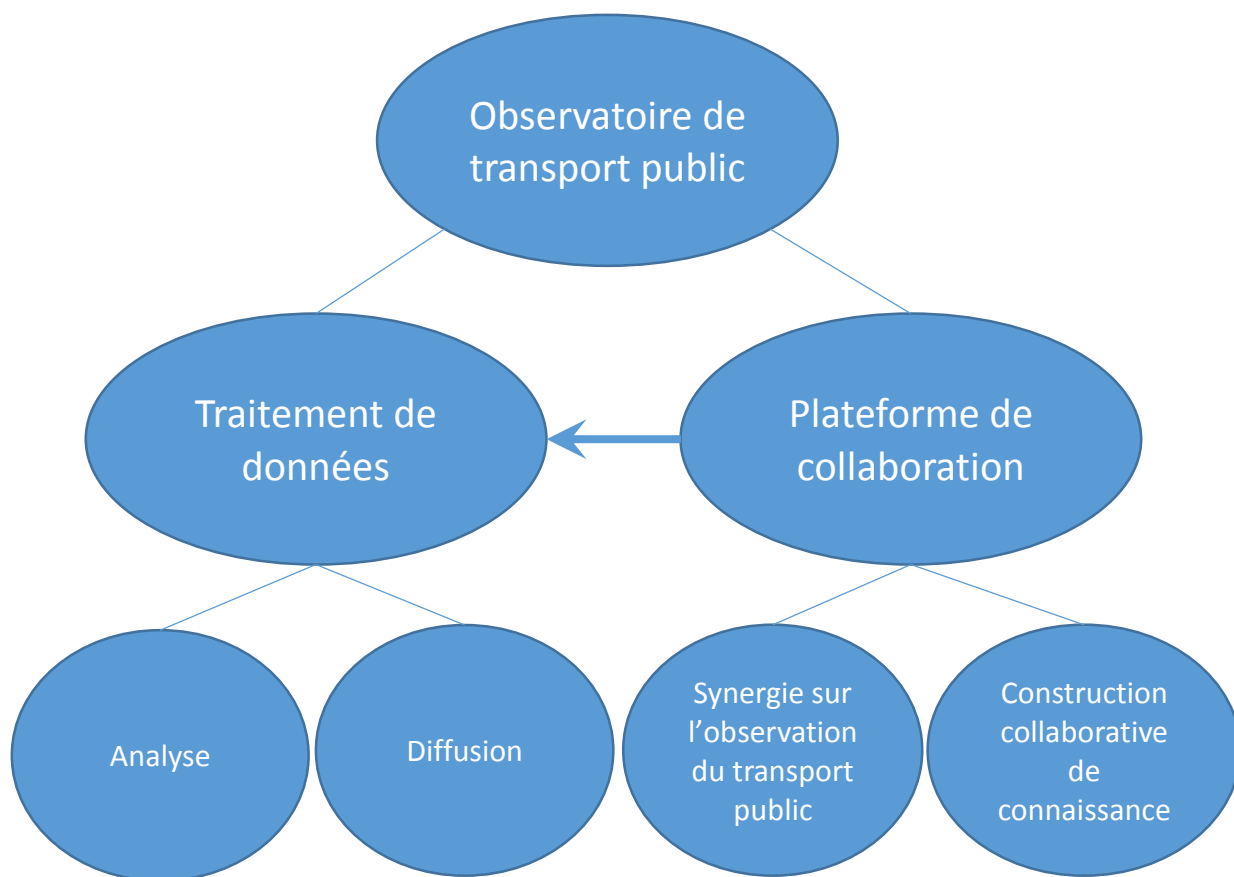 Observatoire de
transport public
Traitement de
données
Plateforme de
collaboration
Analyse
Diffusion
Synergie sur
l’observation
du transport
public
Construction
collaborative
de
connaissance